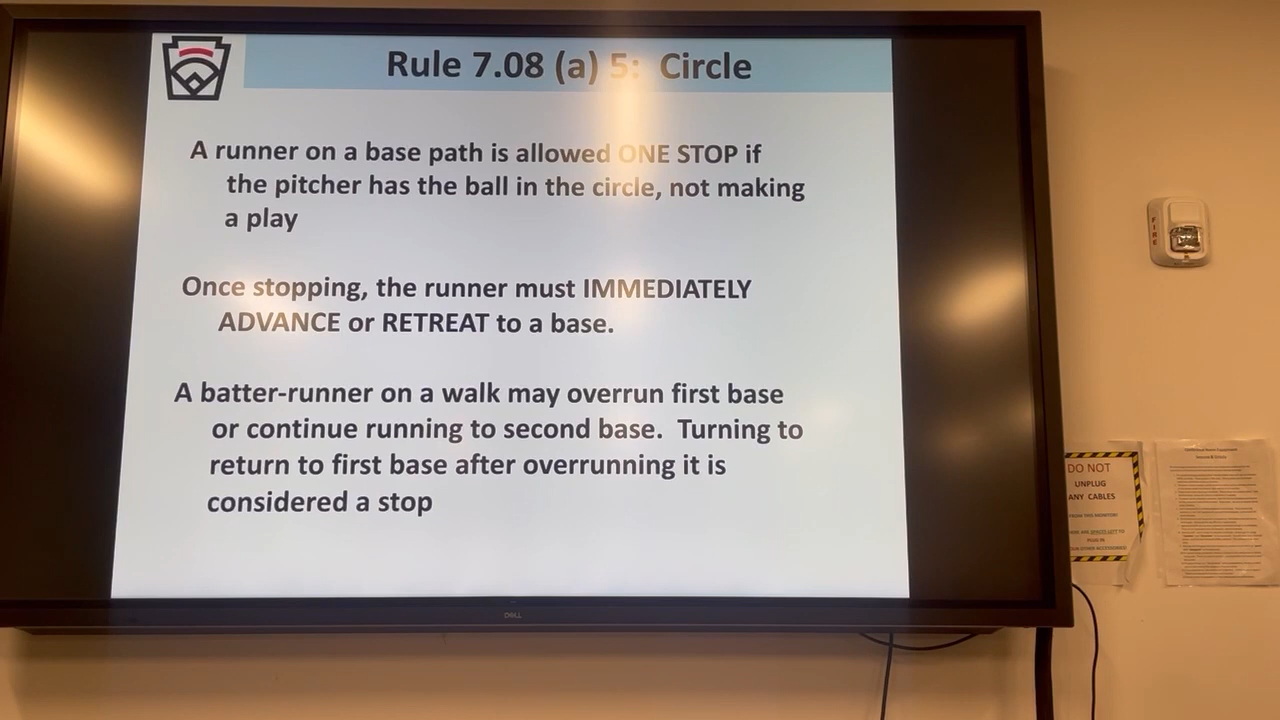 Rule 7.08 (a) 5: Circle
A runner on a base path is allowed ONE STOP if
the pitcher has the ball in the circle, not making
a play
Once stopping, the runner must IMMEDIATELY
ADVANCE or RETREAT to a base.
A batter-runner on a walk may overrun first base
or continue running to second base. Turning to
return to first base after overrunning it is
considered a stop
DELL
FIRE
DO NOT
UNPLUG
ANY CABLES